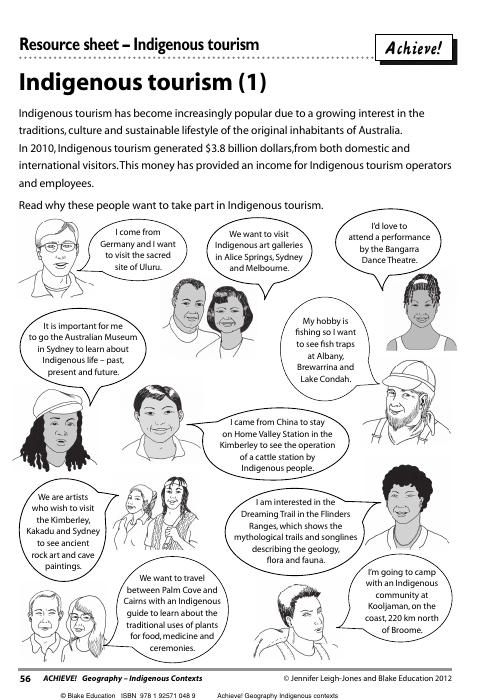 Resource sheet – Indigenous tourism
Achieve!
Indigenous tourism (1)
Indigenous tourism has become increasingly popular due to a growing interest in the
traditions, culture and sustainable lifestyle of the original inhabitants of Australia.
In 2010, Indigenous tourism generated $3.8 billion dollars,from both domestic and
international visitors.This money has provided an income for Indigenous tourism operators
and employees.
Read why these people want to take part in Indigenous tourism.
I come from
Germany and I want
to visit the sacred
site of Uluru.
We want to visit
Indigenous art galleries
in Alice Springs, Sydney
and Melbourne.
I'd love to
attend a performance
by the Bangarra
Dance Theatre.
It is important for me
to go the Australian Museum
in Sydney to learn about
Indigenous life – past,
present and future.
My hobby is
fishing so I want
to see fish traps
at Albany,
Brewarrina and
Lake Condah.
I came from China to stay
on Home Valley Station in the
Kimberley to see the operation
of a cattle station by
Indigenous people.
We are artists
who wish to visit
the Kimberley,
Kakadu and Sydney
to see ancient
rock art and cave
paintings.
I am interested in the
Dreaming Trail in the Flinders
Ranges, which shows the
mythological trails and songlines
describing the geology,
flora and fauna.
We want to travel
between Palm Cove and
Cairns with an Indigenous
guide to learn about the
traditional uses of plants
for food, medicine and
ceremonies.
I'm going to camp
with an Indigenous
community at
Kooljaman, on the
coast, 220 km north
of Broome.
56 ACHIEVE! Geography – Indigenous Contexts
© Jennifer Leigh-Jones and Blake Education 2012
© Blake Education ISBN 978 1 92571 048 9 Achieve! Geography Indigenous contexts